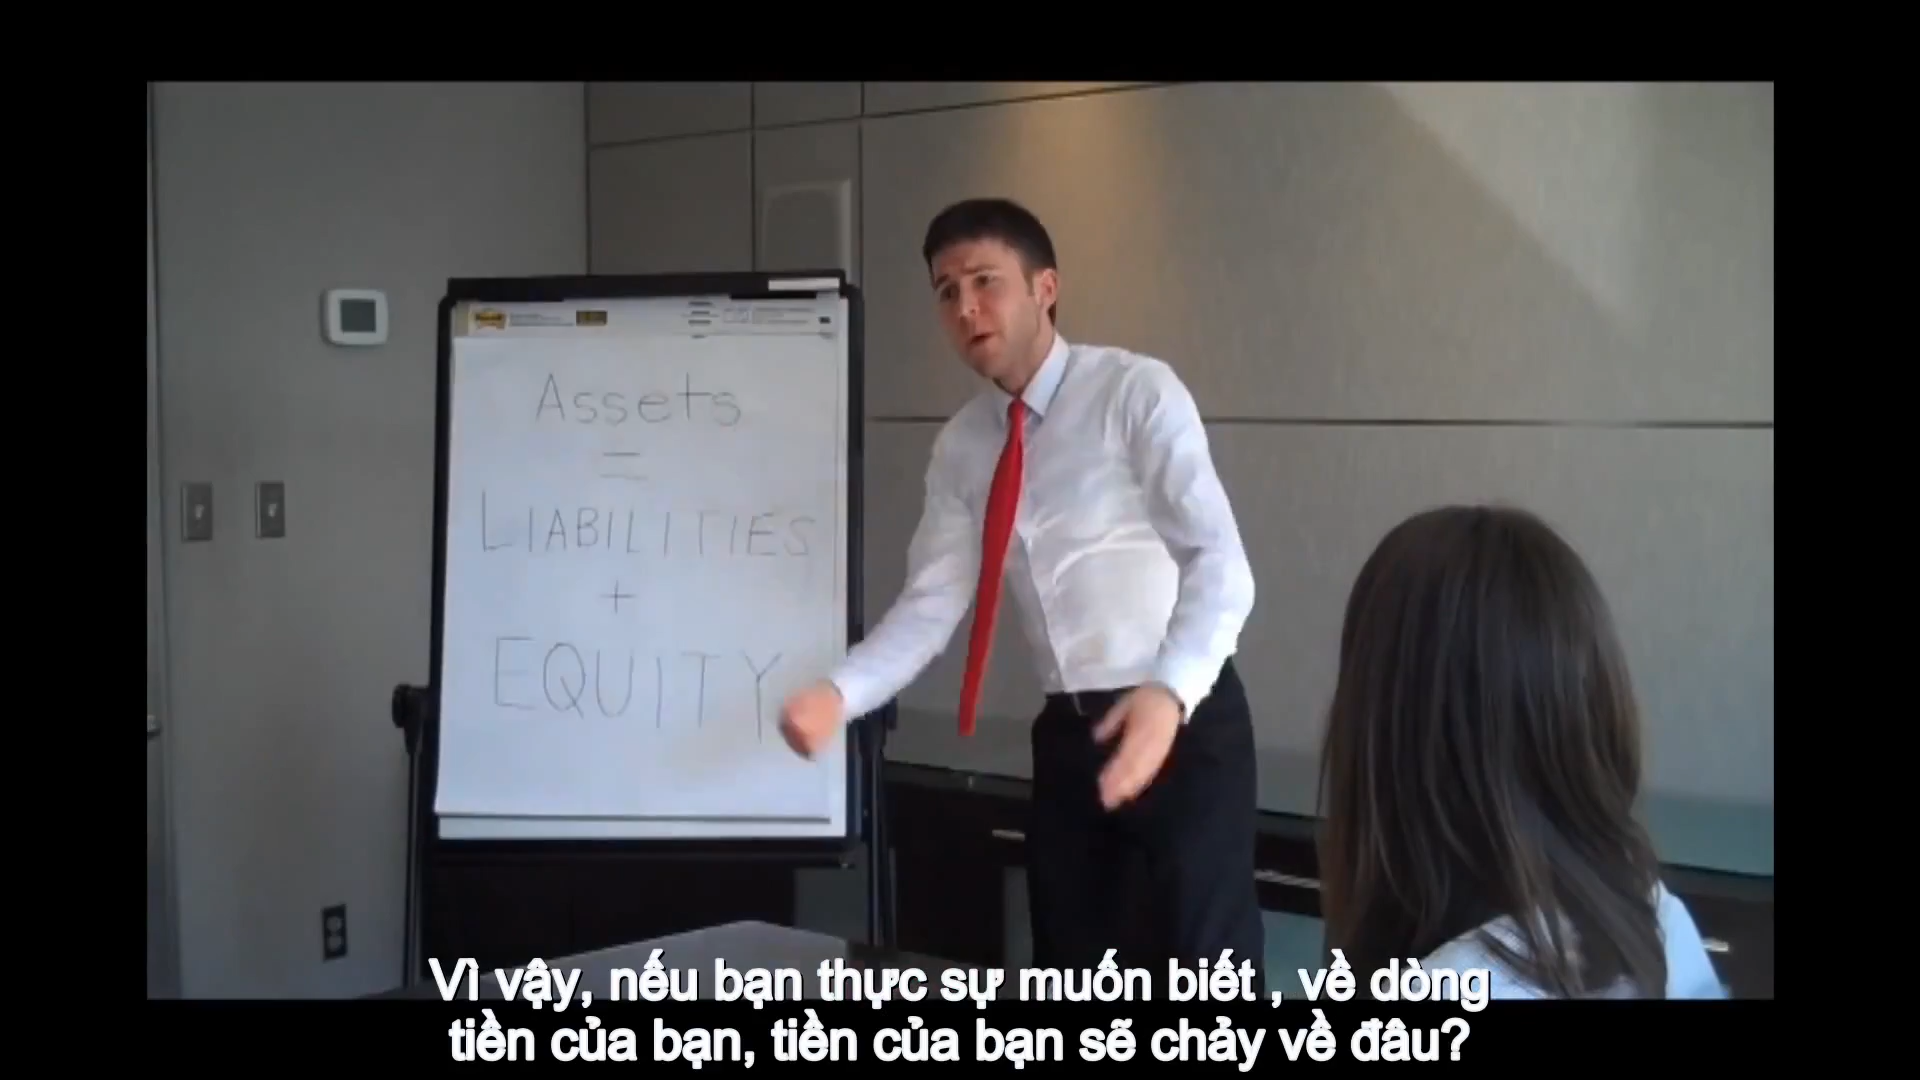 Assets
=
LIABILITIES
+
EQUITY
Vì vậy, nếu bạn thực sự muốn biết , về dòng
tiền của bạn, tiền của bạn sẽ chảy về đâu?